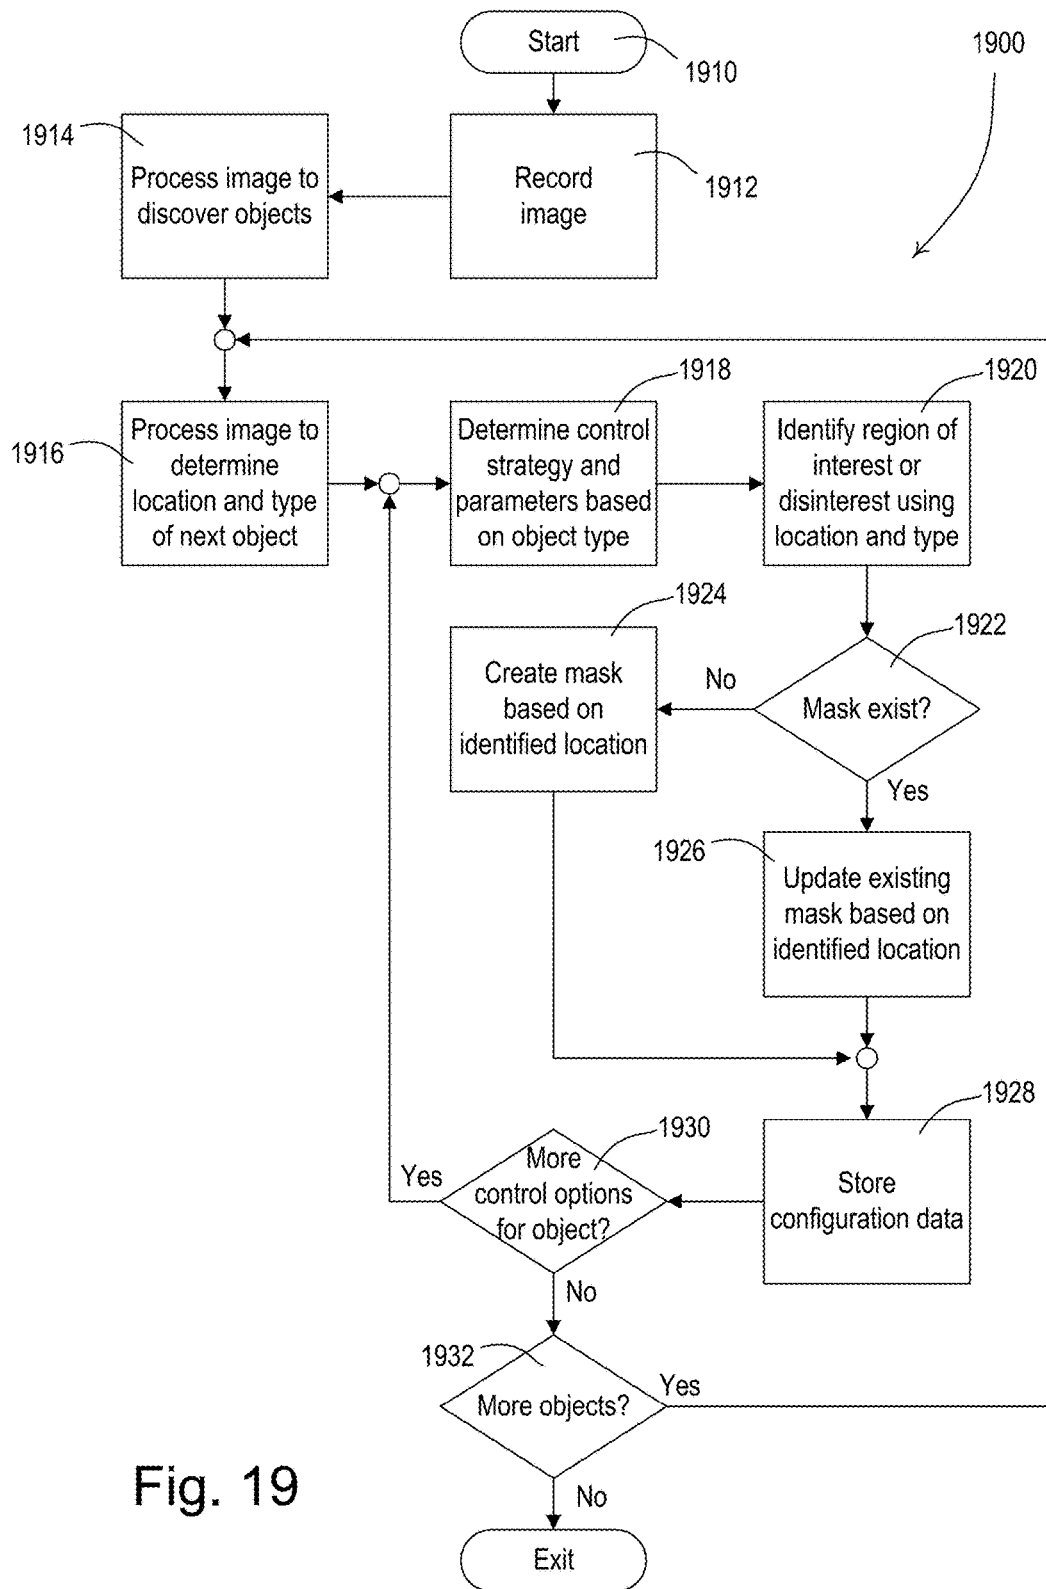 Start
1910
1900
1914
Process image to
discover objects
Record
image
1912
1916
Process image to
determine
location and type
of next object
1918
Determine control
strategy and
parameters based
on object type
1920
Identify region of
interest or
disinterest using
location and type
1924
Create mask
based on
identified location
No
1922
Mask exist?
Yes
1926
Update existing
mask based on
identified location
1928
Store
configuration data
1930
More
control options
for object?
Yes
No
1932
More objects?
Yes
No
Exit
Fig. 19